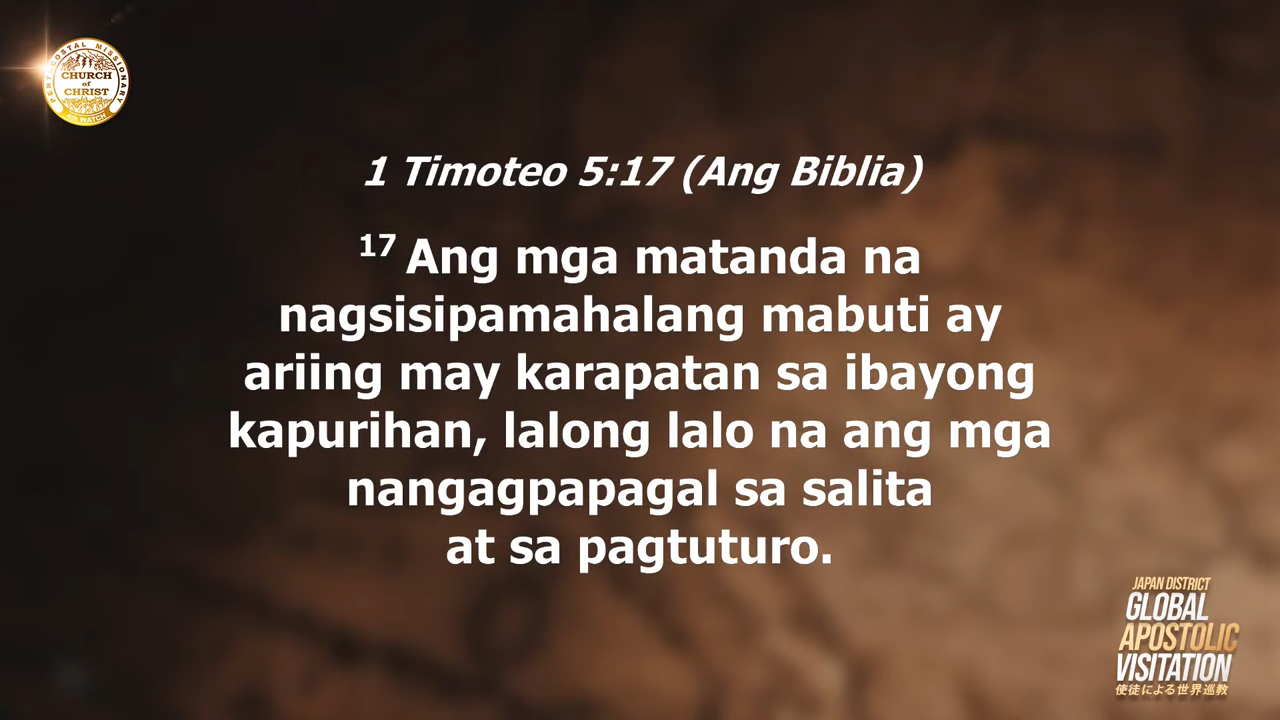 PENTECOSTAL MISSIONARY
CHURCH
of
CHRIST
4th WATCH
1 Timoteo 5:17 (Ang Biblia)
17 Ang mga matanda na
nagsisipamahalang mabuti ay
ariing may karapatan sa ibayong
kapurihan, lalong lalo na ang mga
nangagpapagal sa salita
at sa pagtuturo.
JAPAN DISTRICT
GLOBAL
APOSTOLIC
VISITATION
使徒による世界巡教